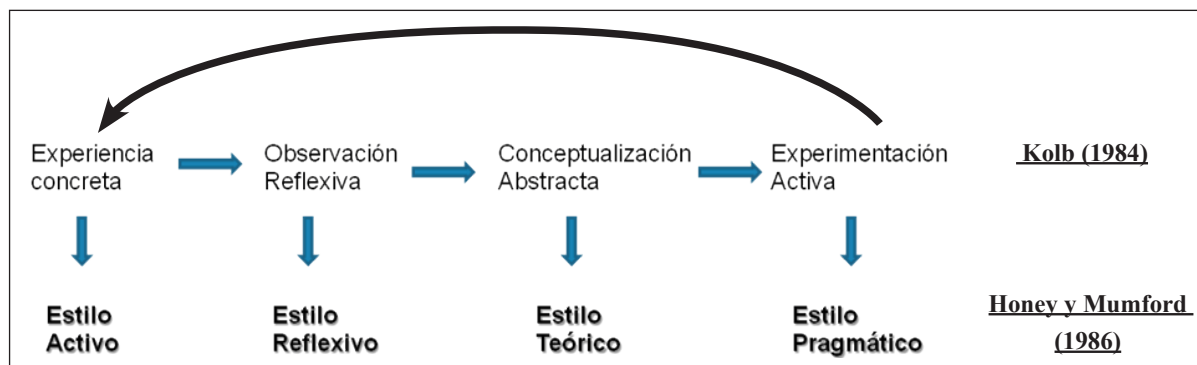 Experiencia
concreta
Observación
Reflexiva
Conceptualización
Abstracta
Experimentación
Activa
Kolb (1984)
Estilo
Activo
Estilo
Reflexivo
Estilo
Teórico
Estilo
Pragmático
Honey y Mumford
(1986)